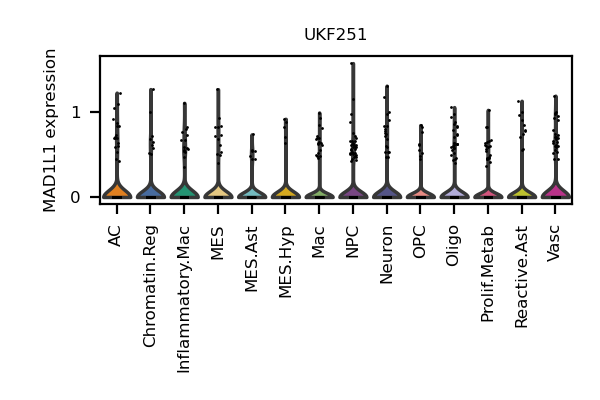 UKF251
MAD1L1 expression
1
0
AC
Chromatin.Reg
Inflammatory.Mac
MES
MES.Ast
MES.Hyp
Mac
NPC
Neuron
OPC
Oligo
Prolif.Metab
Reactive.Ast
Vasc